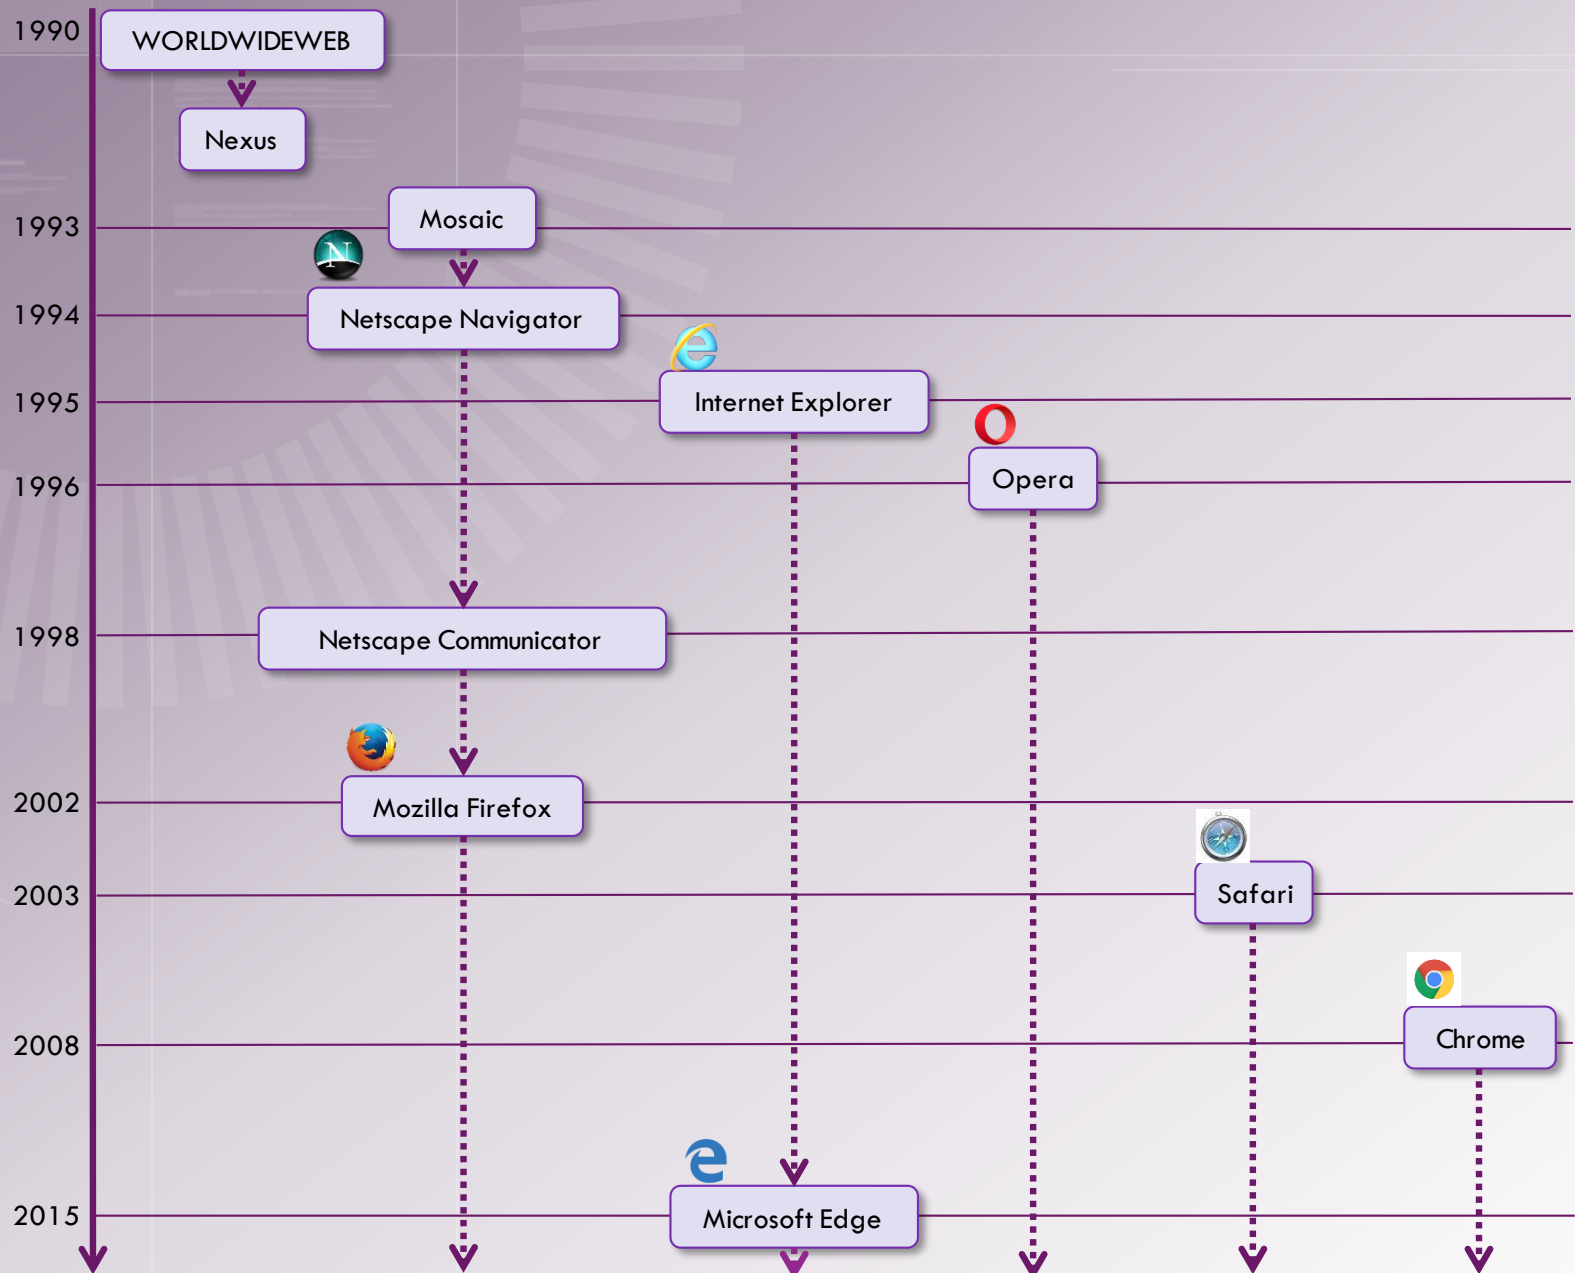 1990
WORLDWIDEWEB
Nexus
1993
Mosaic
N
1994
Netscape Navigator
1995
Internet Explorer
1996
Opera
1998
Netscape Communicator
2002
Mozilla Firefox
2003
Safari
2008
Chrome
2015
Microsoft Edge